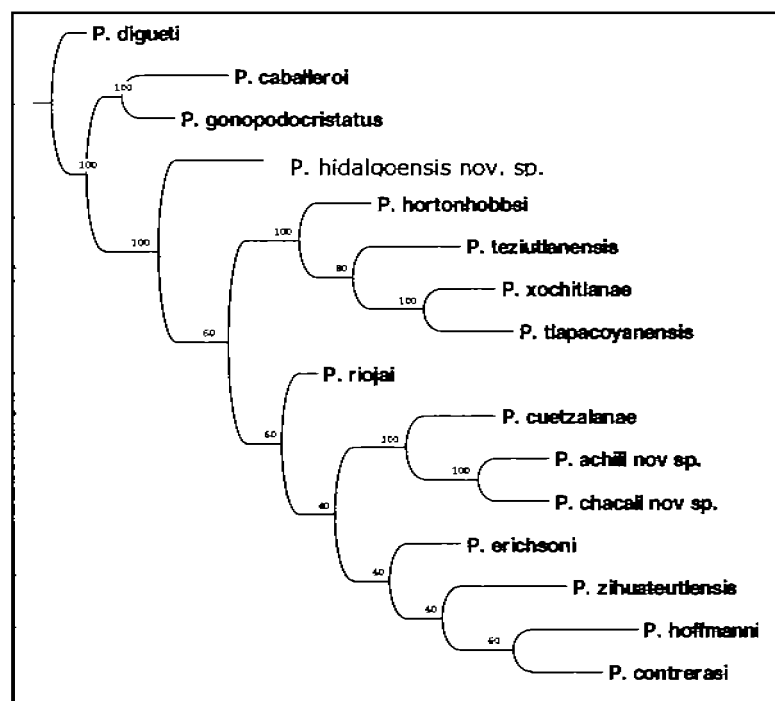 P. digueti
P. caballeroi
100
P. gonopodocristatus
100
P. hidalgoensis nov. sp.
P. hortonhobbsi
100
100
P. teziutlanensis
80
P. xochitlanae
100
P. tlapacoyanensis
60
P. riojai
P. cuetzalanae
60
100
P. achili nov sp.
100
P. chacali nov sp.
40
P. erichsoni
40
P. zihuateutlensis
40
P. hoffmanni
60
P. contrerasi